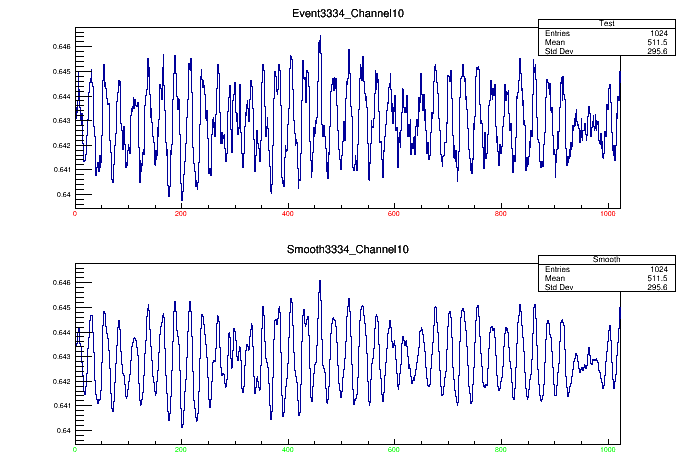 Event3334_Channel10
Test
Entries 1024
Mean 511.5
Std Dev 295.6
0.646
0.645
0.644
0.643
0.642
0.641
0.64
0 200 400 600 800 1000
Smooth3334_Channel10
Smooth
Entries 1024
Mean 511.5
Std Dev 295.6
0.646
0.645
0.644
0.643
0.642
0.641
0.64
0 200 400 600 800 1000